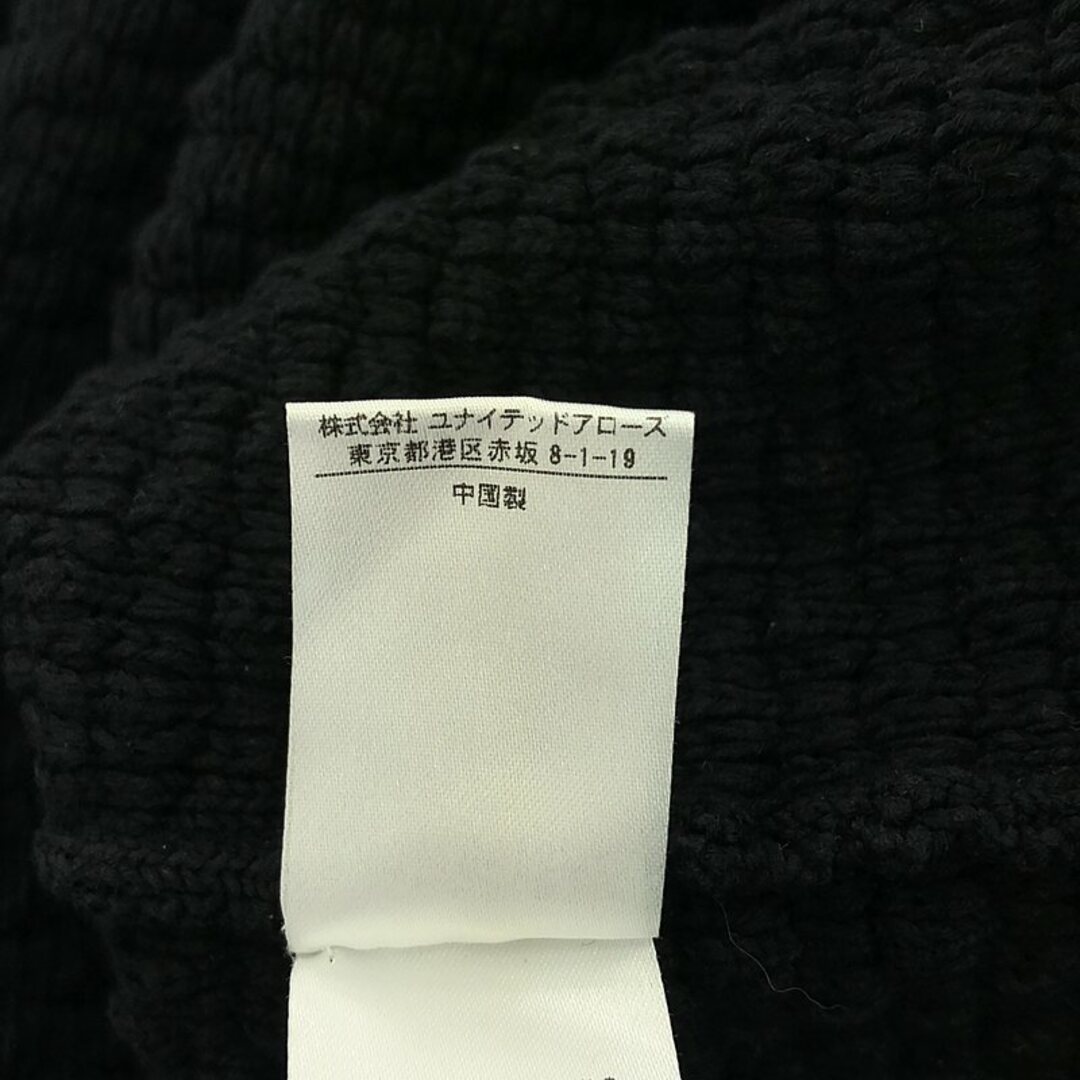 株式会社 ユナイテッドアローズ
東京都港区赤坂 8-1-19
中國製